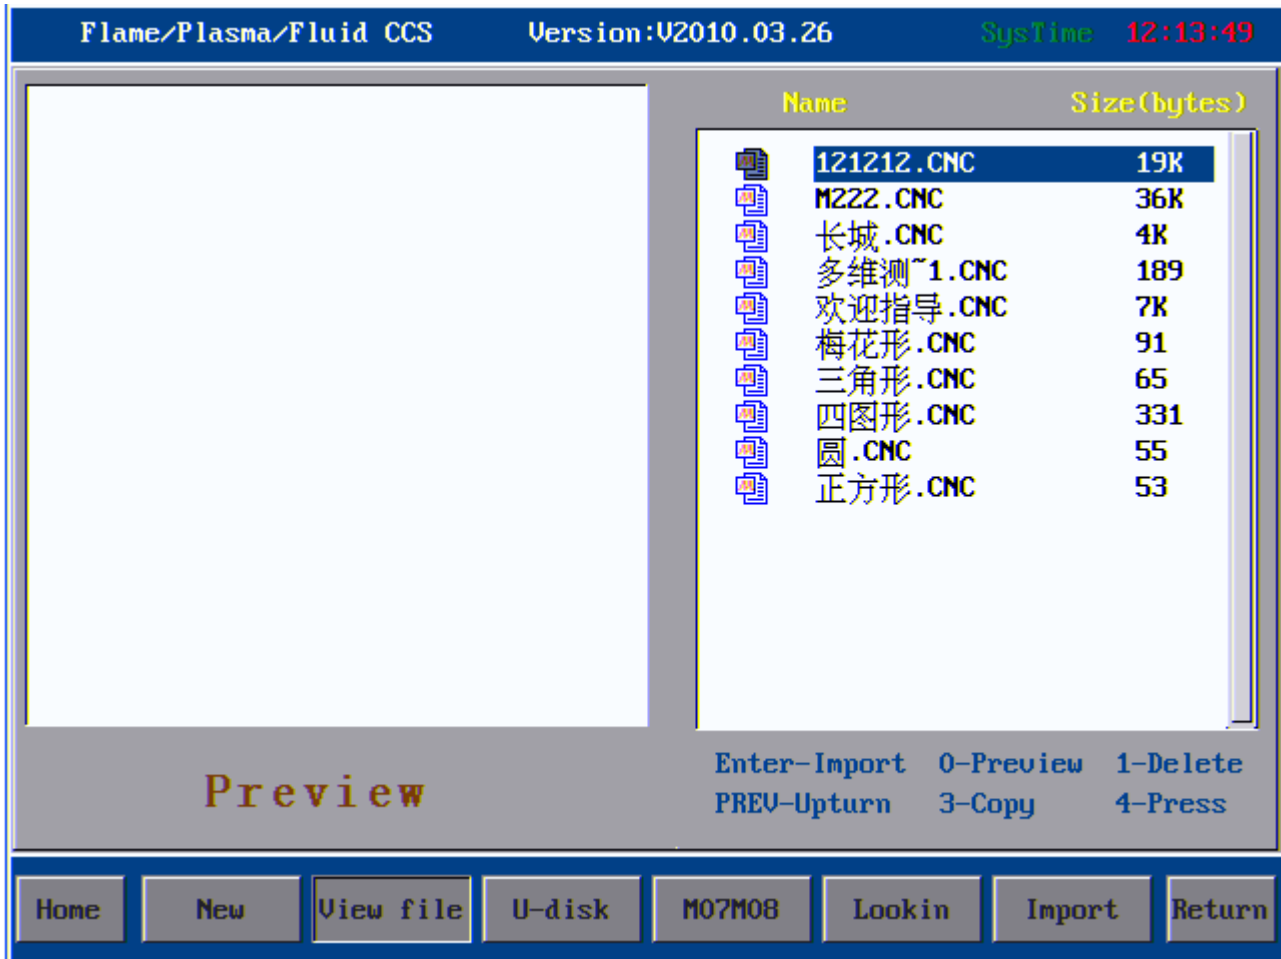 Flame/Plasma/Fluid CCS Version:V2010.03.26 SysTime 12:13:49
Name Size(bytes)
121212.CNC 19K
MZZZ.CNC 36K
长城.CNC 4K
多维测~1.CNC 189
欢迎指导.CNC 7K
梅花形.CNC 91
三角形.CNC 65
四图形.CNC 331
圆.CNC 55
正方形.CNC 53
Enter-Import 0-Preview 1-Delete
PREV-Upturn 3-Copy 4-Press
Preview
Home New View file U-disk M07M08 Lookin Import Return